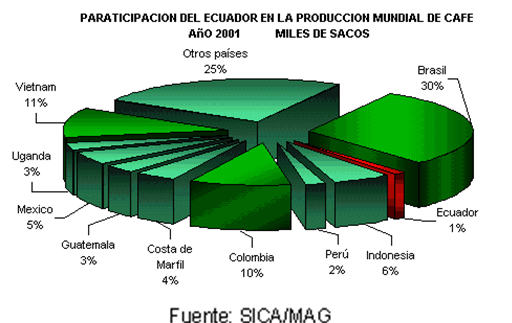 PARATICIPACION DEL ECUADOR EN LA PRODUCCION MUNDIAL DE CAFE
AñO 2001 MILES DE SACOS
Otros países
25%
Brasil
30%
Vietnam
11%
Uganda
3%
Mexico
5%
Guatemala
3%
Costa de
Marfil
4%
Colombia
10%
Perú
2%
Indonesia
6%
Ecuador
1%
Fuente: SICA/MAG